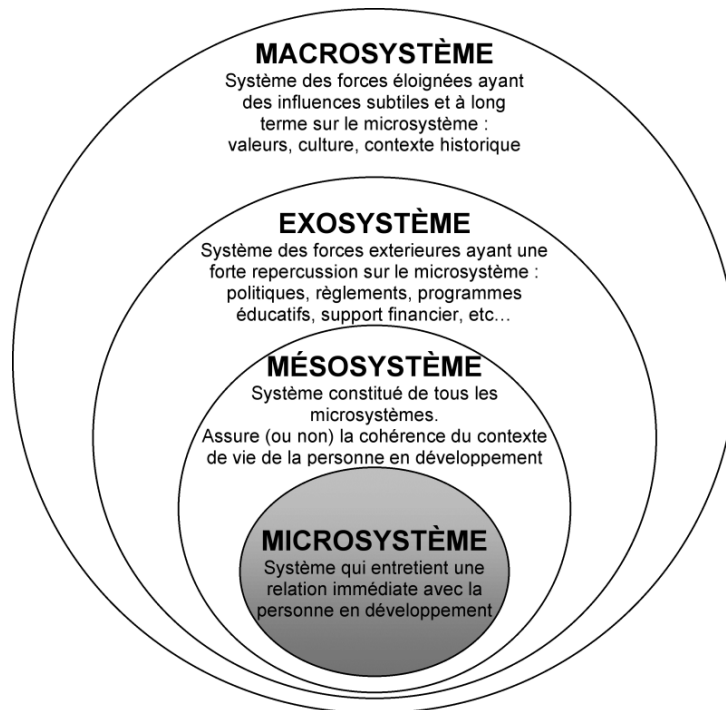 MACROSYSTÈME
Système des forces éloignées ayant
des influences subtiles et à long
terme sur le microsystème :
valeurs, culture, contexte historique
EXOSYSTÈME
Système des forces exterieures ayant une
forte repercussion sur le microsystème :
politiques, règlements, programmes
éducatifs, support financier, etc…
MÉSOSYSTÈME
Système constitué de tous les
microsystèmes.
Assure (ou non) la cohérence du contexte
de vie de la personne en développement
MICROSYSTÈME
Système qui entretient une
relation immédiate avec la
personne en développement